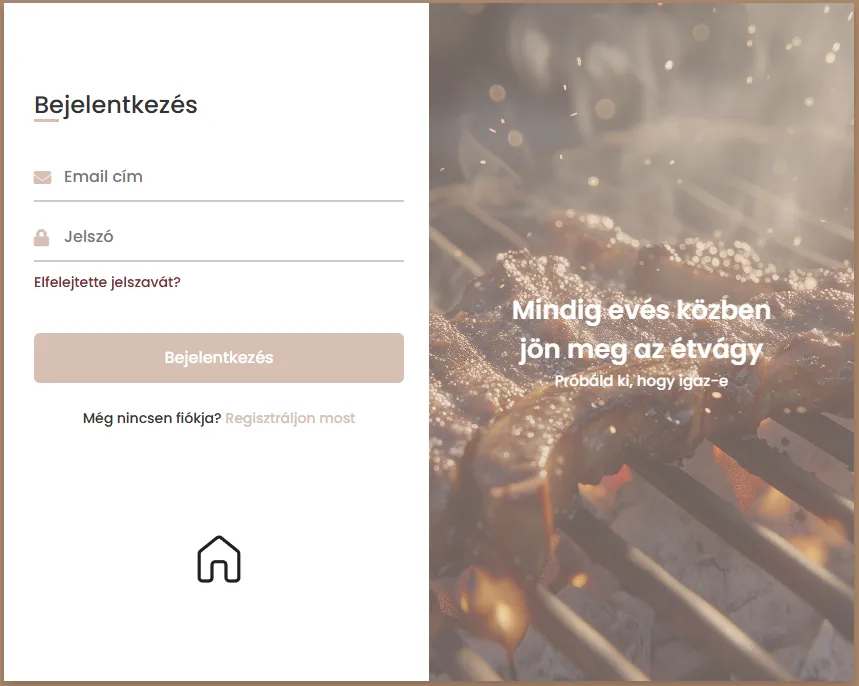 Bejelentkezés
Email cím
Jelszó
Elfelejtette jelszavát?
Bejelentkezés
Még nincsen fiókja? Regisztráljon most
Mindig evés közben
jön meg az étvágy
Próbáld ki, hogy igaz-e